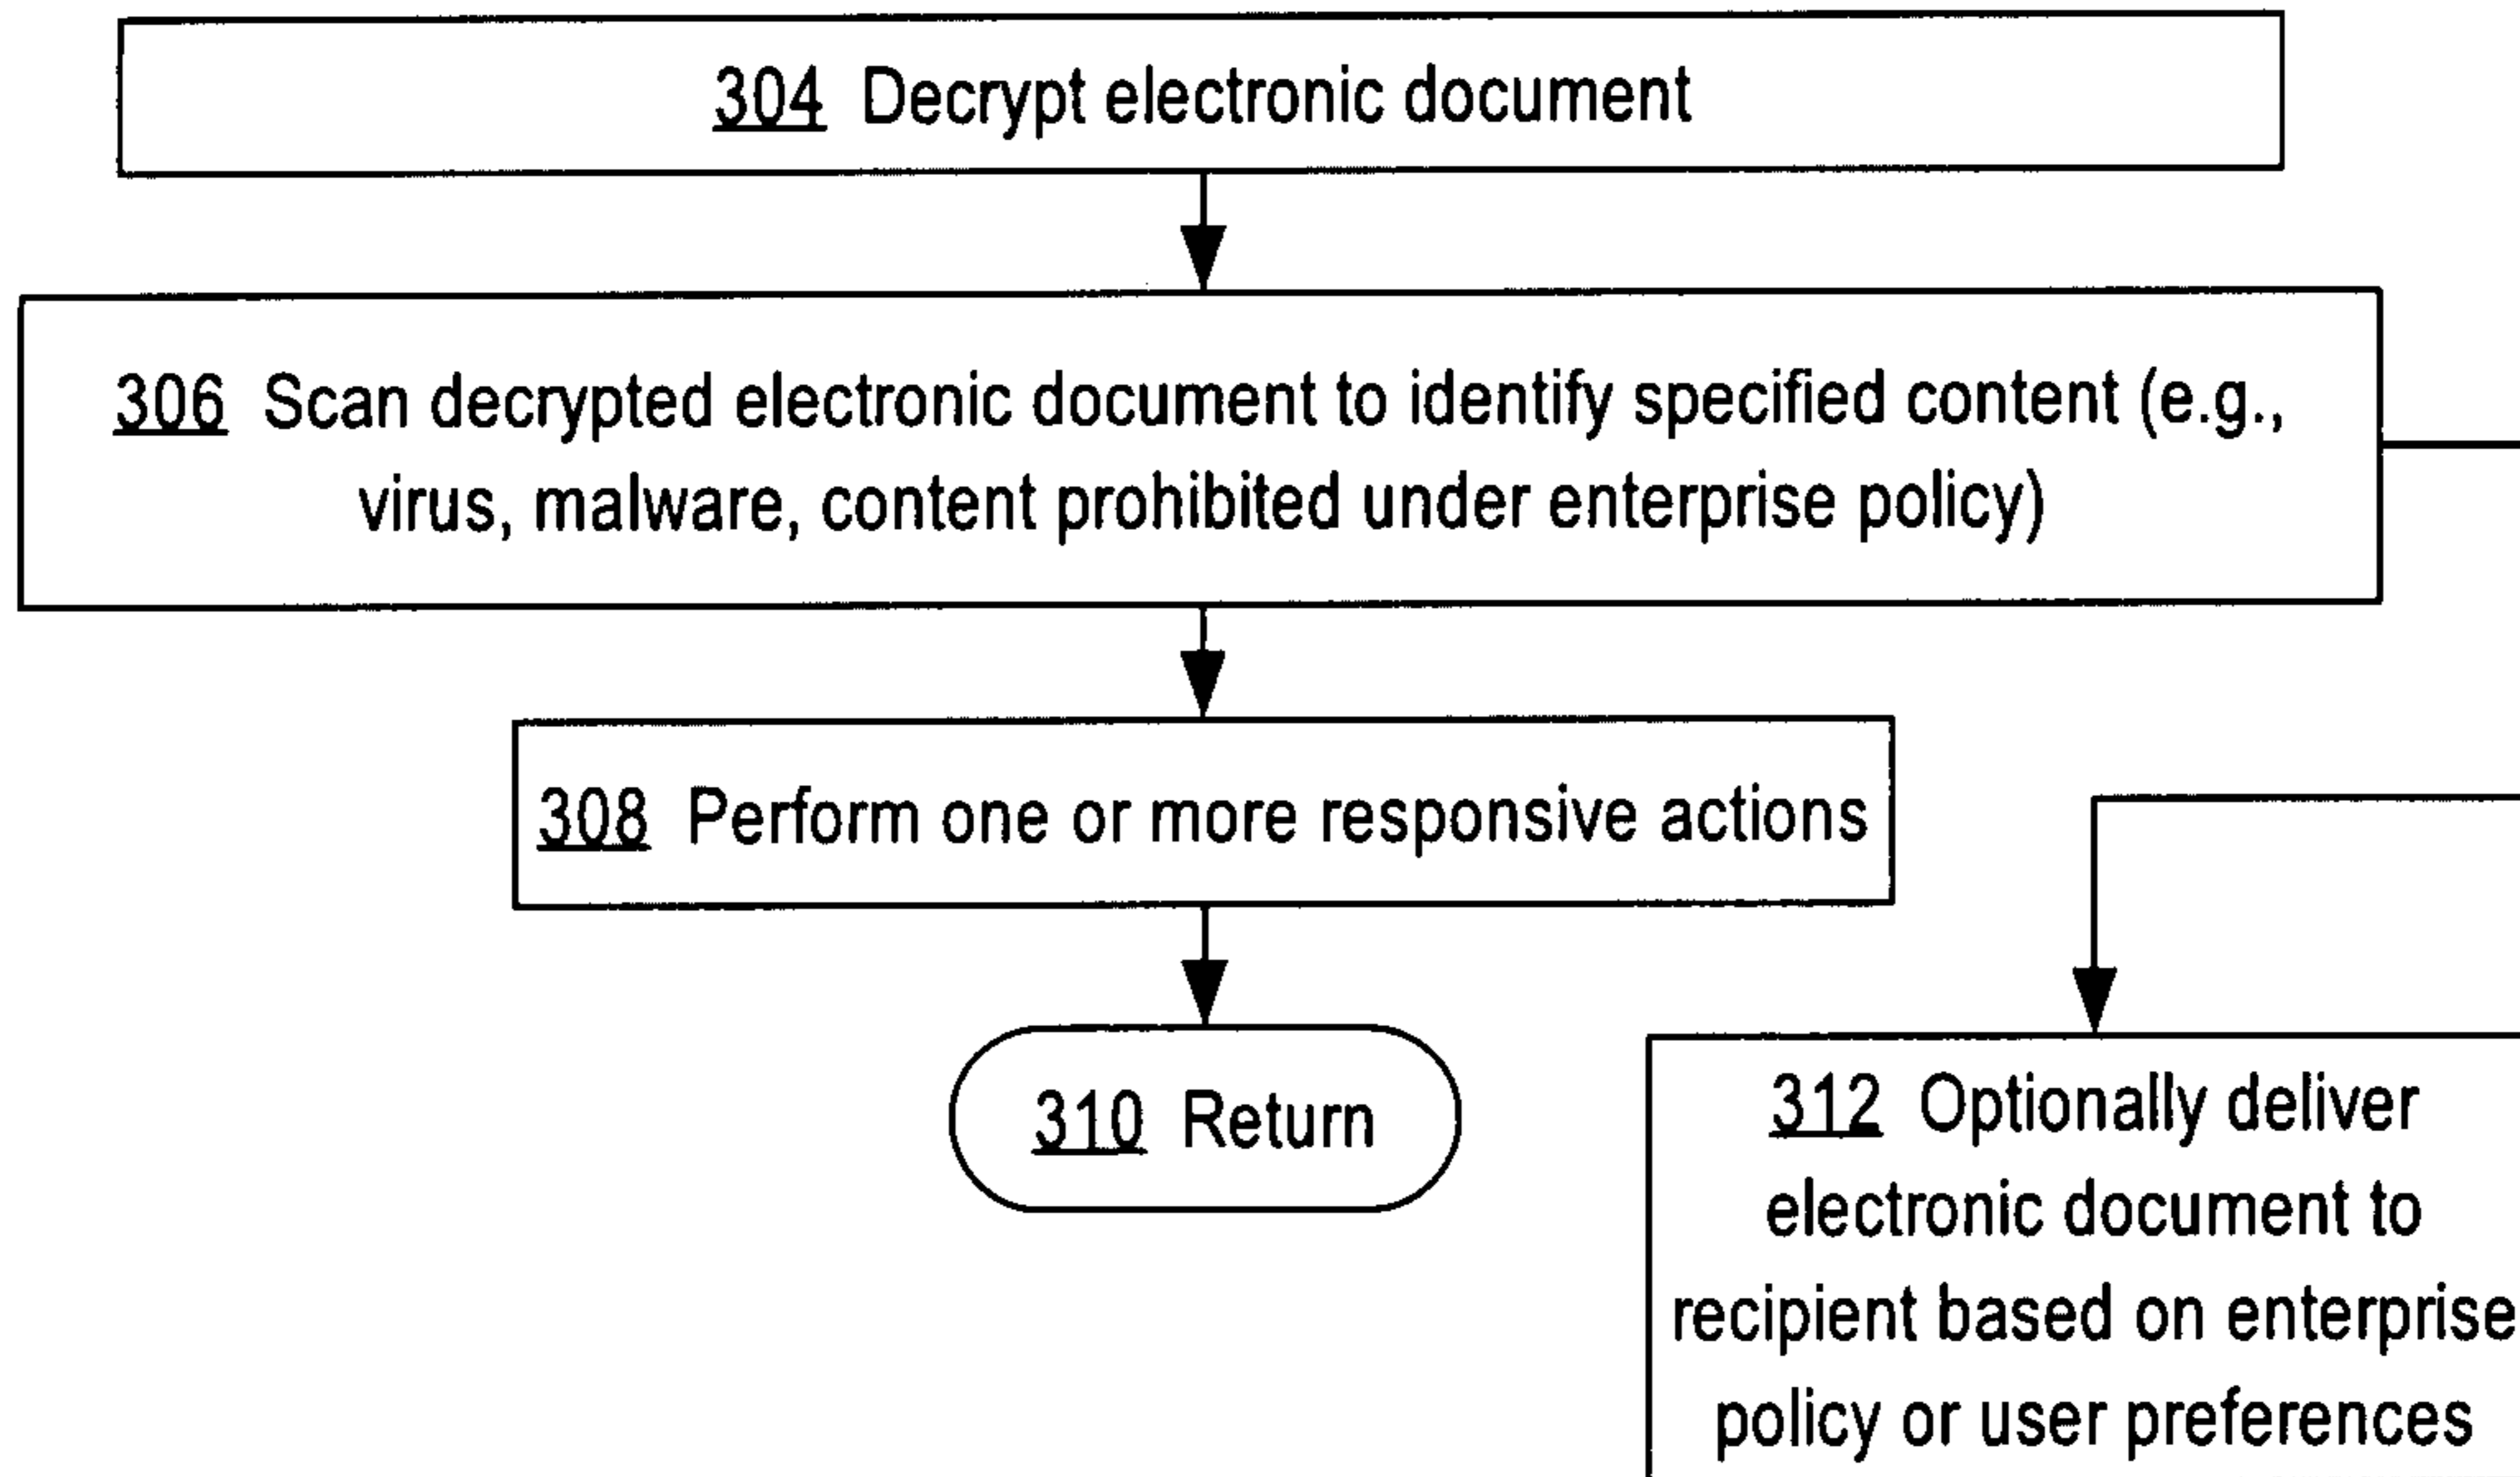 304 Decrypt electronic document
306 Scan decrypted electronic document to identify specified content (e.g.,
virus, malware, content prohibited under enterprise policy)
308 Perform one or more responsive actions
310 Return
312 Optionally deliver
electronic document to
recipient based on enterprise
policy or user preferences